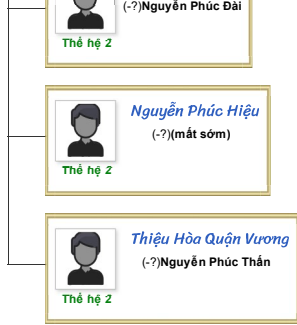 (-?)Nguyễn Phúc Đài
Thế hệ 2
Nguyễn Phúc Hiệu
(-?)(mất sớm)
Thế hệ 2
Thiệu Hòa Quận Vương
(-?)Nguyễn Phúc Thấn
Thế hệ 2